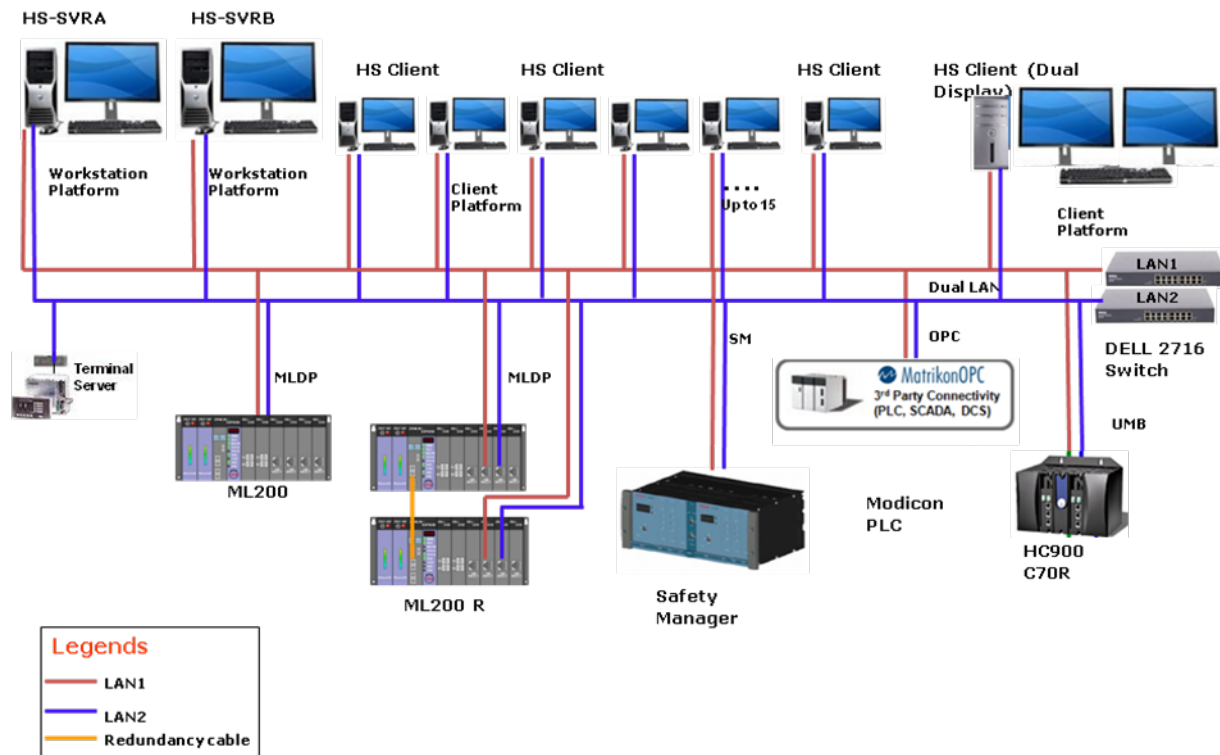 HS-SVRA
HS-SVRB
HS Client
HS Client
HS Client
HS Client (Dual
Display)
Workstation
Platform
Workstation
Platform
Client
Platform
....
Up to 15
Client
Platform
LAN1
Dual LAN
LAN2
DELL 2716
Switch
Terminal
Server
MLDP
MLDP
SM
OPC
MatrikonOPC
3rd Party Connectivity
(PLC, SCADA, DCS)
UMB
ML200
ML200 R
Safety
Manager
Modicon
PLC
HC900
C70R
Legends
LAN1
LAN2
Redundancy cable